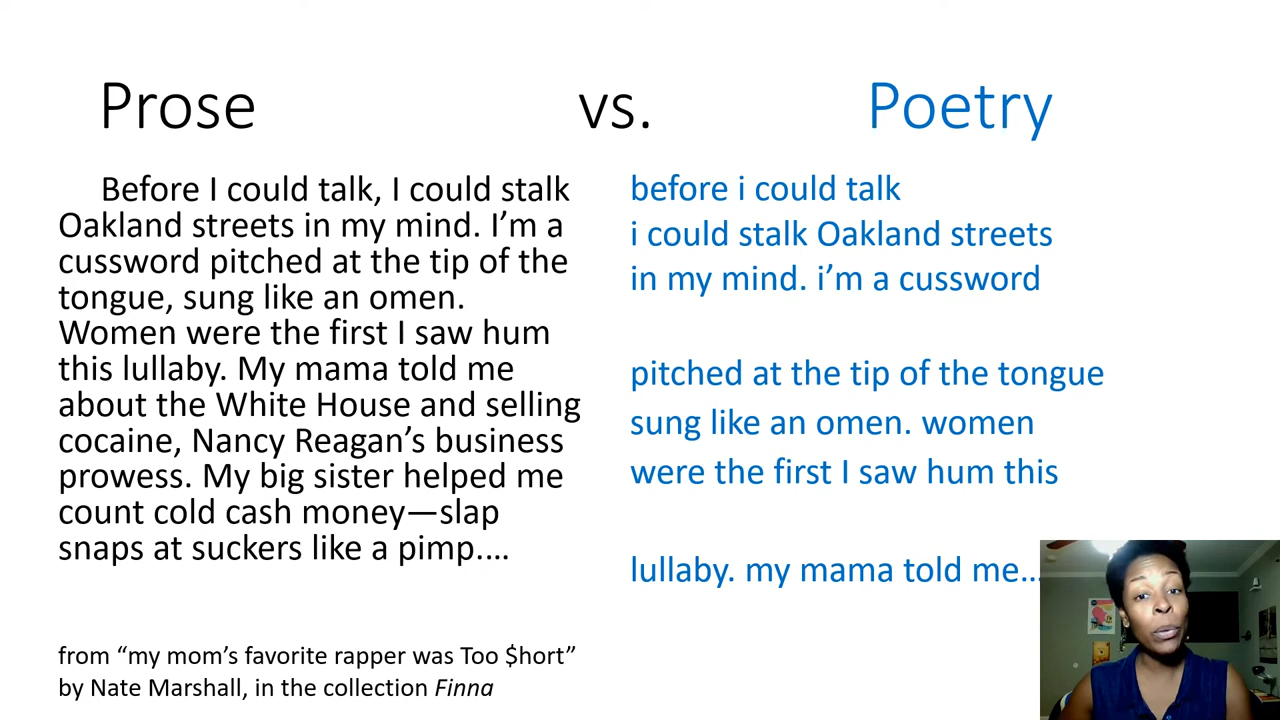 Prose vs. Poetry
Before I could talk, I could stalk
Oakland streets in my mind. I’m a
cussword pitched at the tip of the
tongue, sung like an omen.
Women were the first I saw hum
this lullaby. My mama told me
about the White House and selling
cocaine, Nancy Reagan’s business
prowess. My big sister helped me
count cold cash money—slap
snaps at suckers like a pimp.…
before i could talk
i could stalk Oakland streets
in my mind. i’m a cussword
pitched at the tip of the tongue
sung like an omen. women
were the first I saw hum this
lullaby. my mama told me…
from “my mom’s favorite rapper was Too $hort”
by Nate Marshall, in the collection Finna